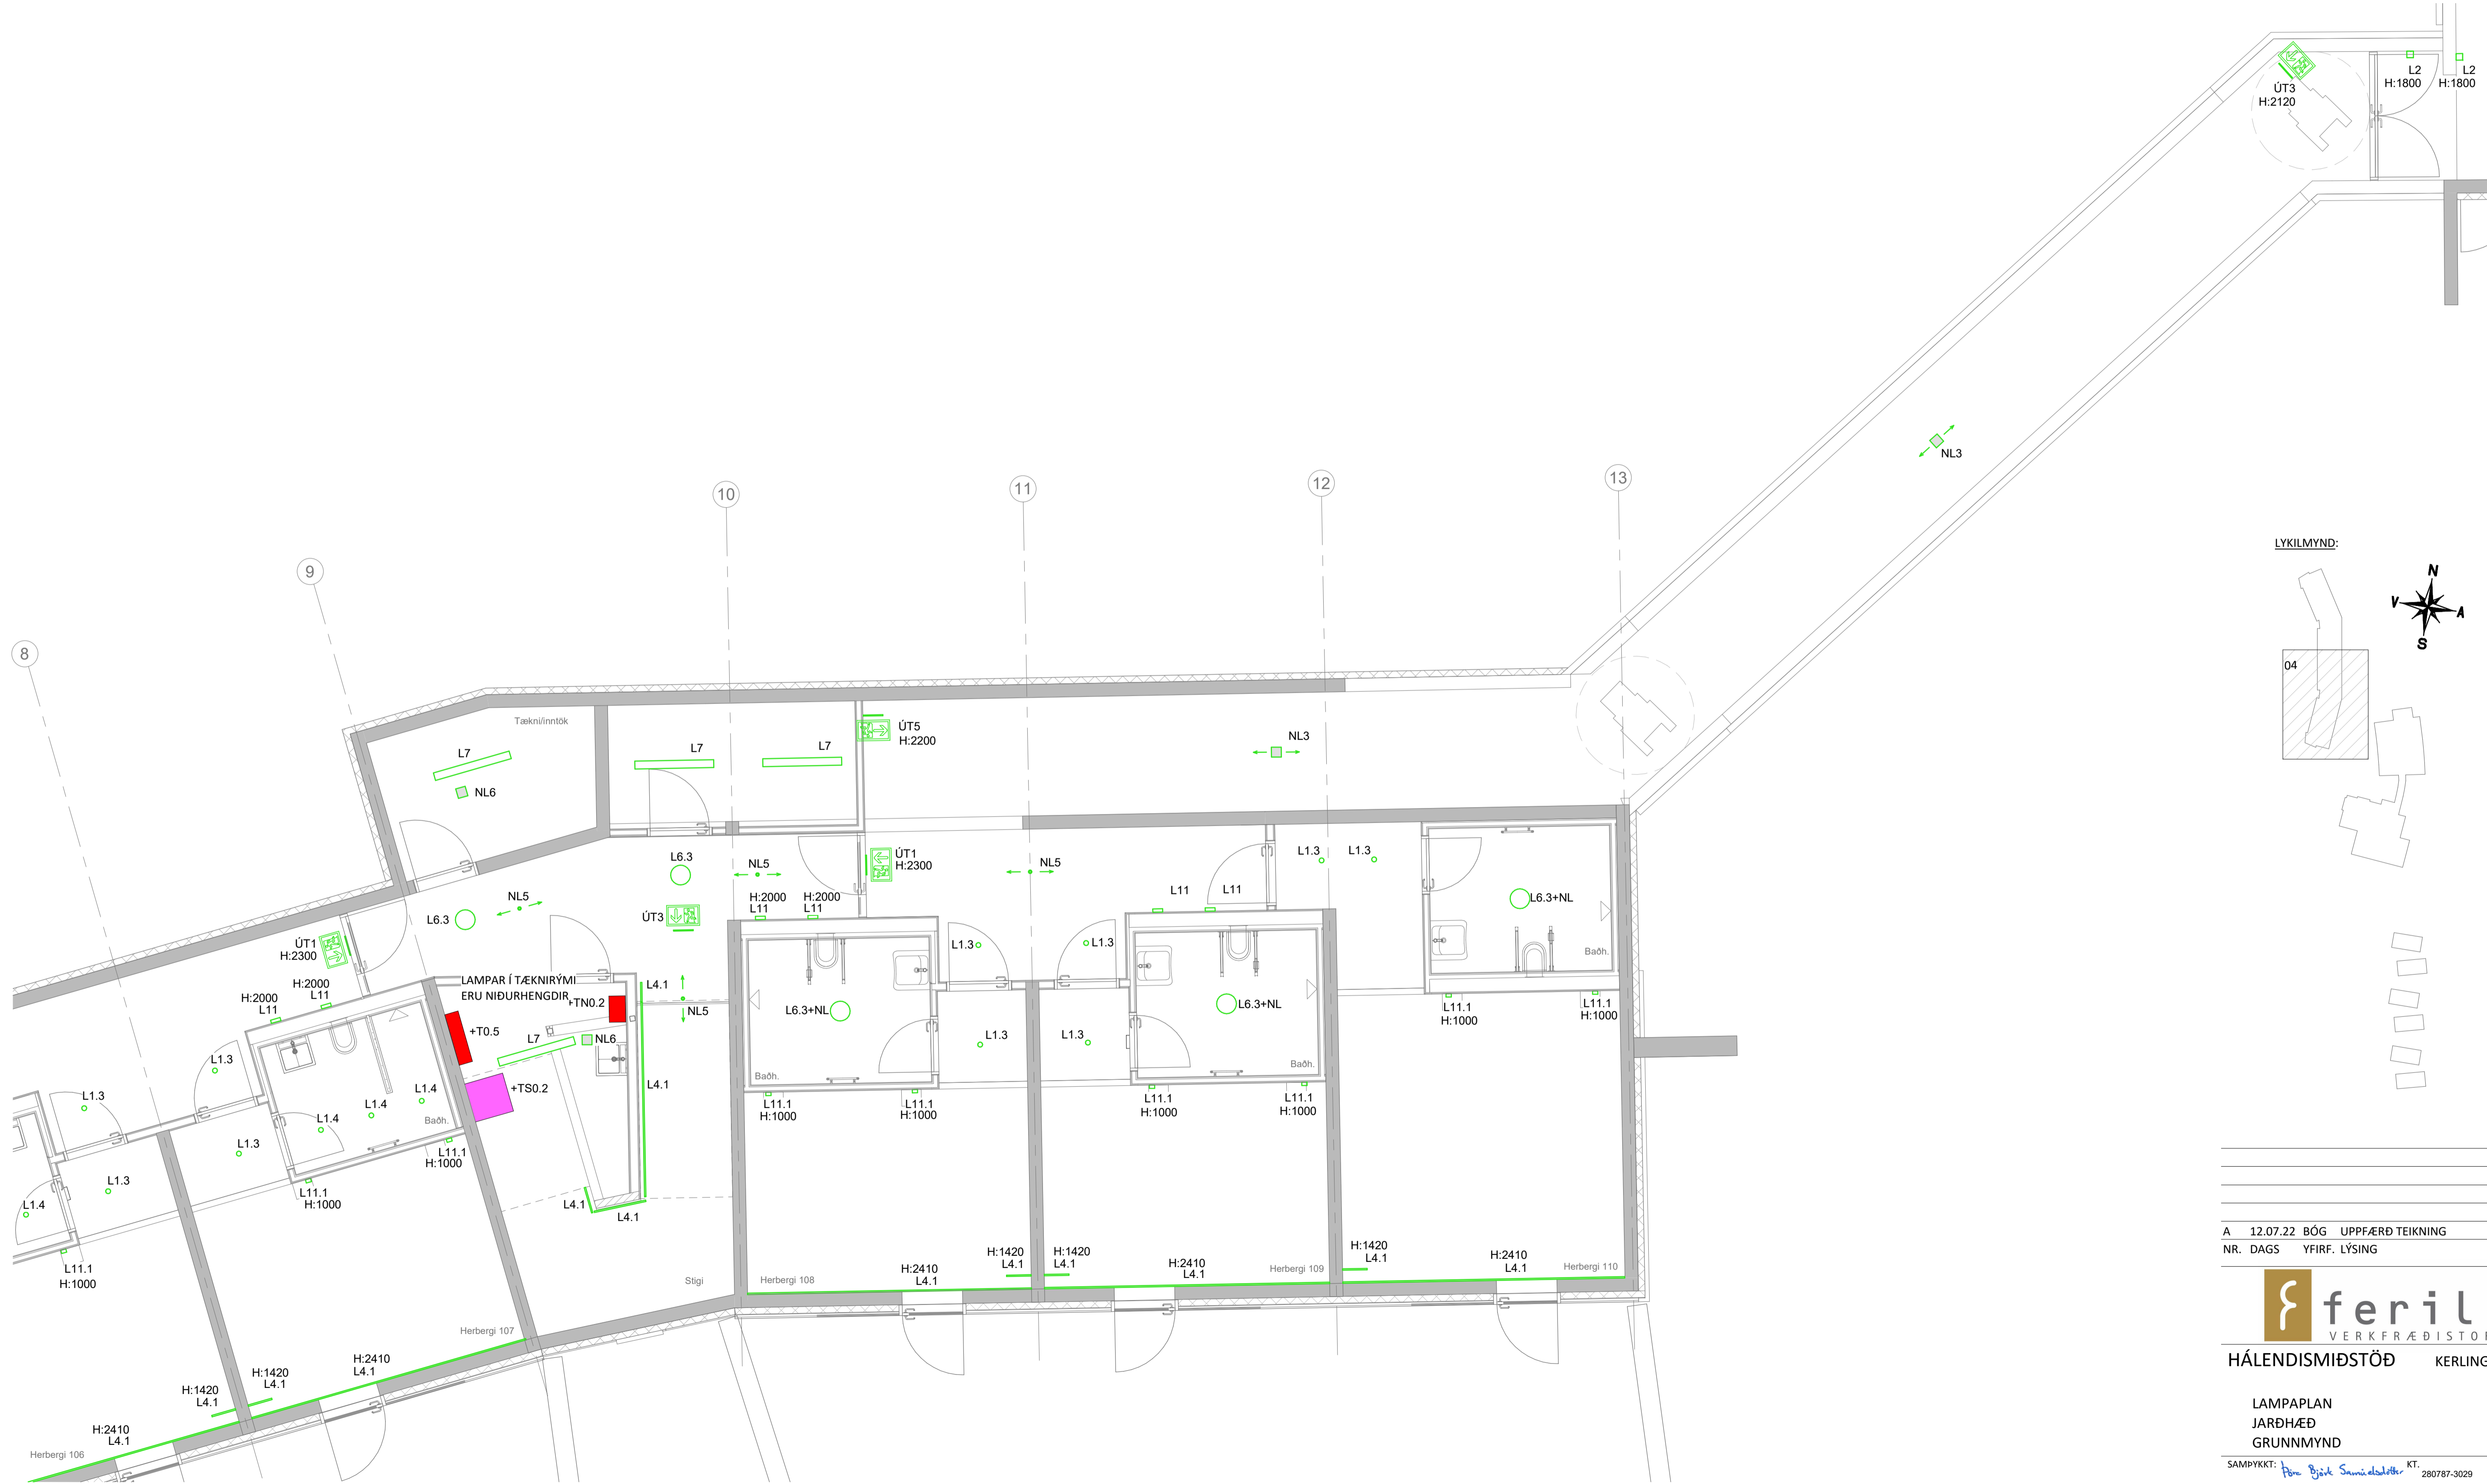 L2
H:1800
L2
H:1800
ÚT3
H:2120
NL3
13
12
11
10
9
8
LYKILMYND:
N
V
A
S
04
Tækni/inntök
L7
NL6
L7
L7
ÚT5
H:2200
NL3
L6.3
NL5
ÚT1
H:2300
NL5
L1.3
L1.3
NL5
L6.3
ÚT3
H:2000
L11
H:2000
L11
L11
L11
L6.3+NL
Baðh.
ÚT1
H:2300
H:2000
L11
H:2000
L11
LAMPAR Í TÆKNIRÝMI
ERU NIÐURHENGDIR
+TN0.2
L4.1
NL5
L1.3
L1.3
L6.3+NL
L6.3+NL
L11.1
H:1000
L11.1
H:1000
+T0.5
L7
NL6
L1.3
L1.3
+TS0.2
L4.1
Baðh.
Baðh.
L11.1
H:1000
L11.1
H:1000
L11.1
H:1000
L11.1
H:1000
L1.3
L1.3
L1.4
L1.4
L1.4
Baðh.
L1.3
L1.3
L1.4
L11.1
H:1000
L11.1
H:1000
L4.1
L4.1
L11.1
H:1000
Stigi
Herbergi 108
H:2410
L4.1
H:1420
L4.1
H:1420
L4.1
H:2410
L4.1
Herbergi 109
H:1420
L4.1
H:2410
L4.1
Herbergi 110
Herbergi 107
H:2410
L4.1
H:1420
L4.1
H:1420
L4.1
H:2410
L4.1
Herbergi 106
A 12.07.22 BÓG UPPFÆRÐ TEIKNING
NR. DAGS YFIRF. LÝSING
feril
VERKFRÆÐISTOF
HÁLENDISMIÐSTÖÐ KERLING
LAMPAPLAN
JARÐHÆÐ
GRUNNMYND
SAMÞYKKT: Þóra Björk Samúelsdóttir KT. 280787-3029